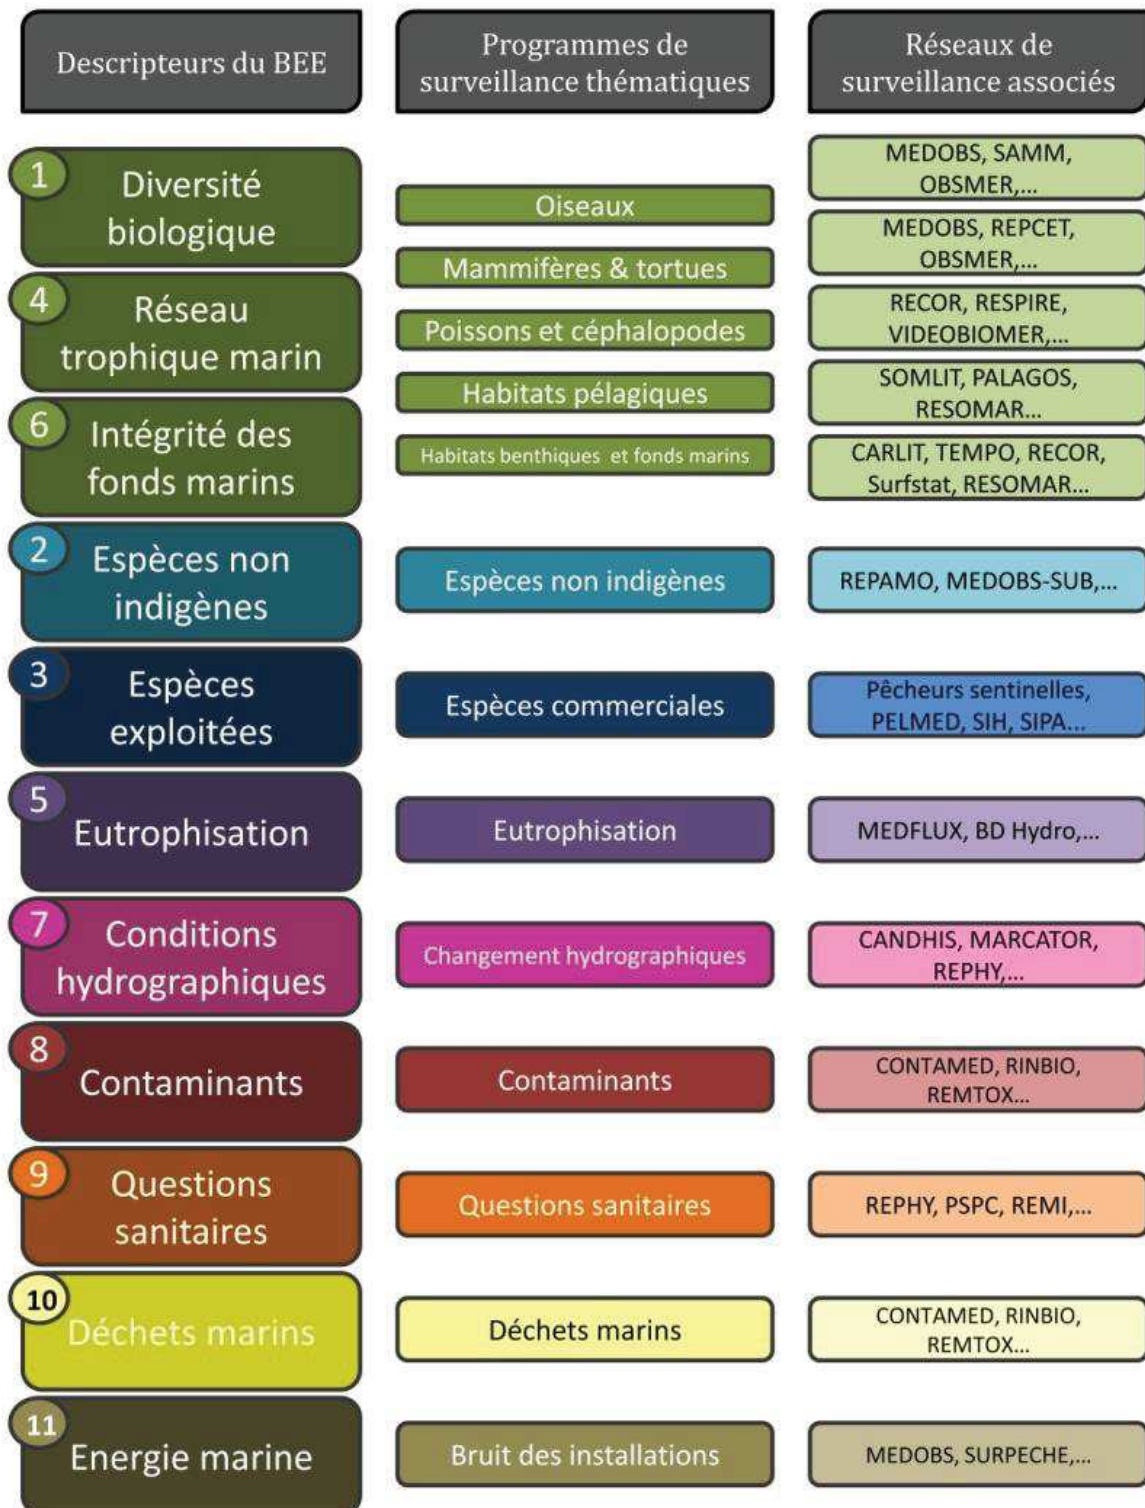 Descripteurs du BEE
Programmes de
surveillance thématiques
Réseaux de
surveillance associés
1
Diversité
biologique
4
Réseau
trophique marin
6
Intégrité des
fonds marins
Oiseaux
Mammifères & tortues
Poissons et céphalopodes
Habitats pélagiques
Habitats benthiques et fonds marins
MEDOBS, SAMM,
OBSMER,...
MEDOBS, REPCET,
OBSMER,...
RECOR, RESPIRE,
VIDEOBIOMER,...
SOMLIT, PALAGOS,
RESOMAR...
CARLIT, TEMPO, RECOR,
Surfstat, RESOMAR...
2
Espèces non
indigènes
Espèces non indigènes
REPAMO, MEDOBS-SUB,...
3
Espèces
exploitées
Espèces commerciales
Pêcheurs sentinelles,
PELMED, SIH, SIPA...
5
Eutrophisation
Eutrophisation
MEDFLUX, BD Hydro,...
7
Conditions
hydrographiques
Changement hydrographiques
CANDHIS, MARCATOR,
REPHY,...
8
Contaminants
Contaminants
CONTAMED, RINBIO,
REMTOX...
9
Questions
sanitaires
Questions sanitaires
REPHY, PSPC, REMI,...
10
Déchets marins
Déchets marins
CONTAMED, RINBIO,
REMTOX...
11
Energie marine
Bruit des installations
MEDOBS, SURPECHE,...